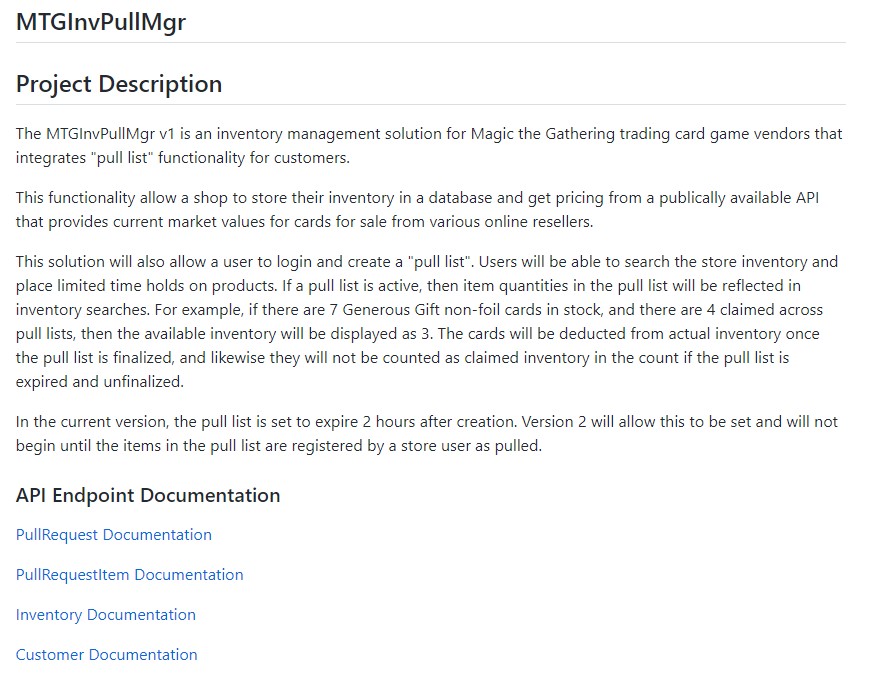 MTGInvPullMgr
Project Description
The MTGInvPullMgr v1 is an inventory management solution for Magic the Gathering trading card game vendors that
integrates "pull list" functionality for customers.
This functionality allow a shop to store their inventory in a database and get pricing from a publically available API
that provides current market values for cards for sale from various online resellers.
This solution will also allow a user to login and create a "pull list". Users will be able to search the store inventory and
place limited time holds on products. If a pull list is active, then item quantities in the pull list will be reflected in
inventory searches. For example, if there are 7 Generous Gift non-foil cards in stock, and there are 4 claimed across
pull lists, then the available inventory will be displayed as 3. The cards will be deducted from actual inventory once
the pull list is finalized, and likewise they will not be counted as claimed inventory in the count if the pull list is
expired and unfinalized.
In the current version, the pull list is set to expire 2 hours after creation. Version 2 will allow this to be set and will not
begin until the items in the pull list are registered by a store user as pulled.
API Endpoint Documentation
PullRequest Documentation
PullRequestItem Documentation
Inventory Documentation
Customer Documentation